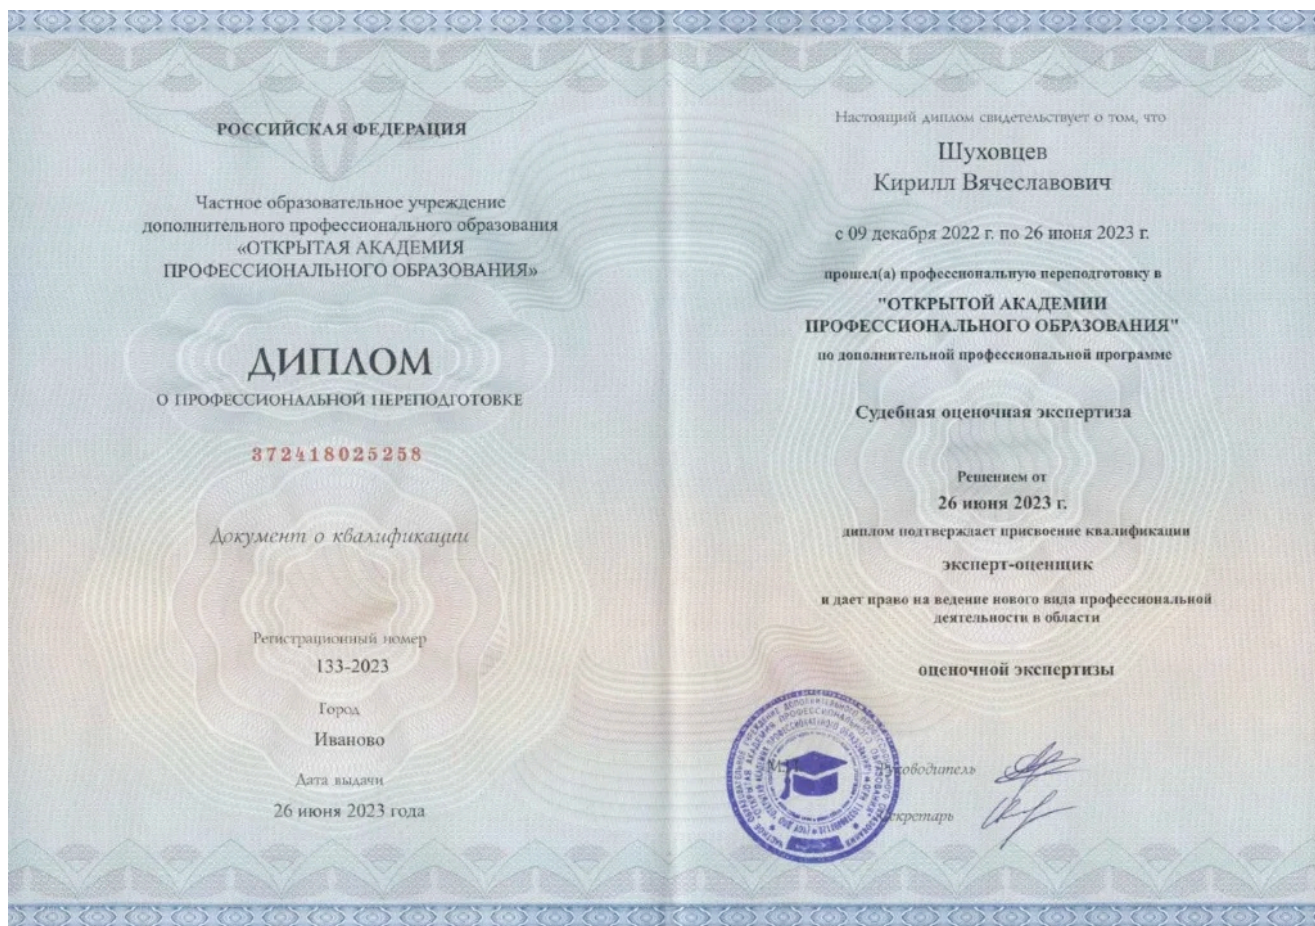 РОССИЙСКАЯ ФЕДЕРАЦИЯ
Частное образовательное учреждение
дополнительного профессионального образования
«ОТКРЫТАЯ АКАДЕМИЯ
ПРОФЕССИОНАЛЬНОГО ОБРАЗОВАНИЯ»
ДИПЛОМ
О ПРОФЕССИОНАЛЬНОЙ ПЕРЕПОДГОТОВКЕ
372418025258
Документ о квалификации
Регистрационный номер
133-2023
Город
Иваново
Дата выдачи
26 июня 2023 года
Настоящий диплом свидетельствует о том, что
Шуховцев
Кирилл Вячеславович
с 09 декабря 2022 г. по 26 июня 2023 г.
прошел(а) профессиональную переподготовку в
"ОТКРЫТОЙ АКАДЕМИИ
ПРОФЕССИОНАЛЬНОГО ОБРАЗОВАНИЯ"
по дополнительной профессиональной программе
Судебная оценочная экспертиза
Решением от
26 июня 2023 г.
диплом подтверждает присвоение квалификации
эксперт-оценщик
и дает право на ведение нового вида профессиональной
деятельности в области
оценочной экспертизы
Руководитель
Секретарь